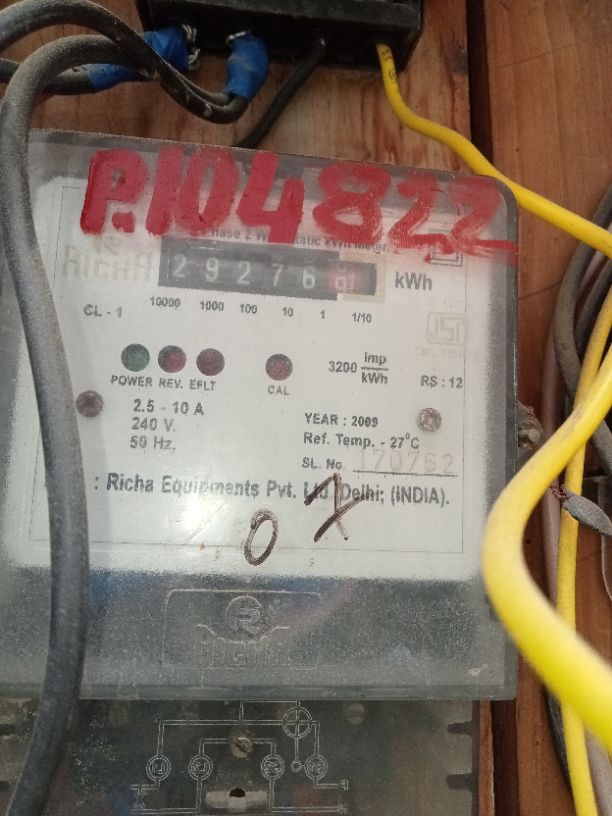 P.104822
RICHA
29276 9 kWh
CL - 1 10000 1000 100 10 1 1/10
3200 Imp/kWh
POWER REV. EFLT CAL RS : 12
2.5 - 10 A
240 V.
50 Hz.
YEAR : 2009
Ref. Temp. - 27°C
SL. No. 170762
: Richa Equipments Pvt. Ltd. Delhi; (INDIA).